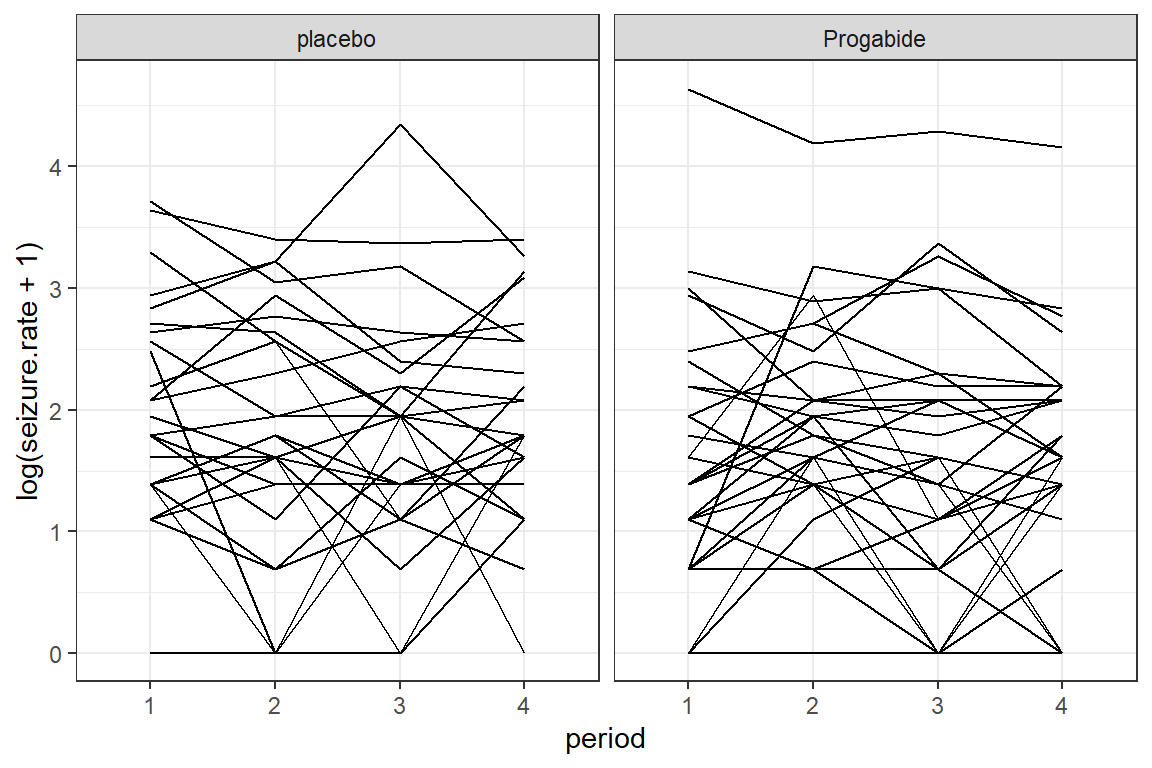 placebo
Progabide
log(seizure.rate + 1)
4
3
2
1
0
1 2 3 4
1 2 3 4
period